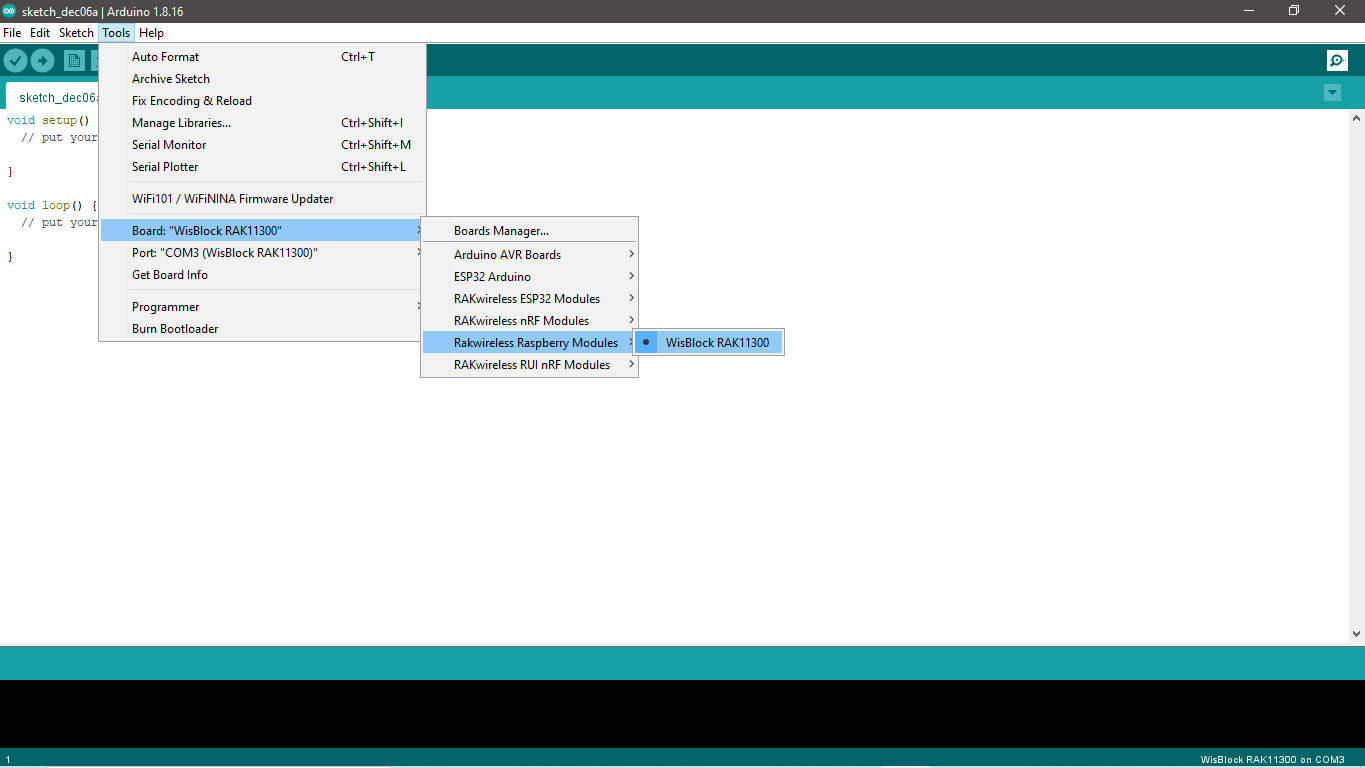 sketch_dec06a | Arduino 1.8.16
File Edit Sketch Tools Help
Auto Format Ctrl+T
Archive Sketch
Fix Encoding & Reload
Manage Libraries... Ctrl+Shift+I
Serial Monitor Ctrl+Shift+M
Serial Plotter Ctrl+Shift+L
WiFi101 / WiFiNINA Firmware Updater
Board: "WisBlock RAK11300"
Port: "COM3 (WisBlock RAK11300)"
Get Board Info
Programmer
Burn Bootloader
Boards Manager...
Arduino AVR Boards
ESP32 Arduino
RAKwireless ESP32 Modules
RAKwireless nRF Modules
Rakwireless Raspberry Modules
RAKwireless RUI nRF Modules
WisBlock RAK11300
sketch_dec06a
void setup()
// put your
}
void loop() {
// put your
}
1
WisBlock RAK11300 on COM3